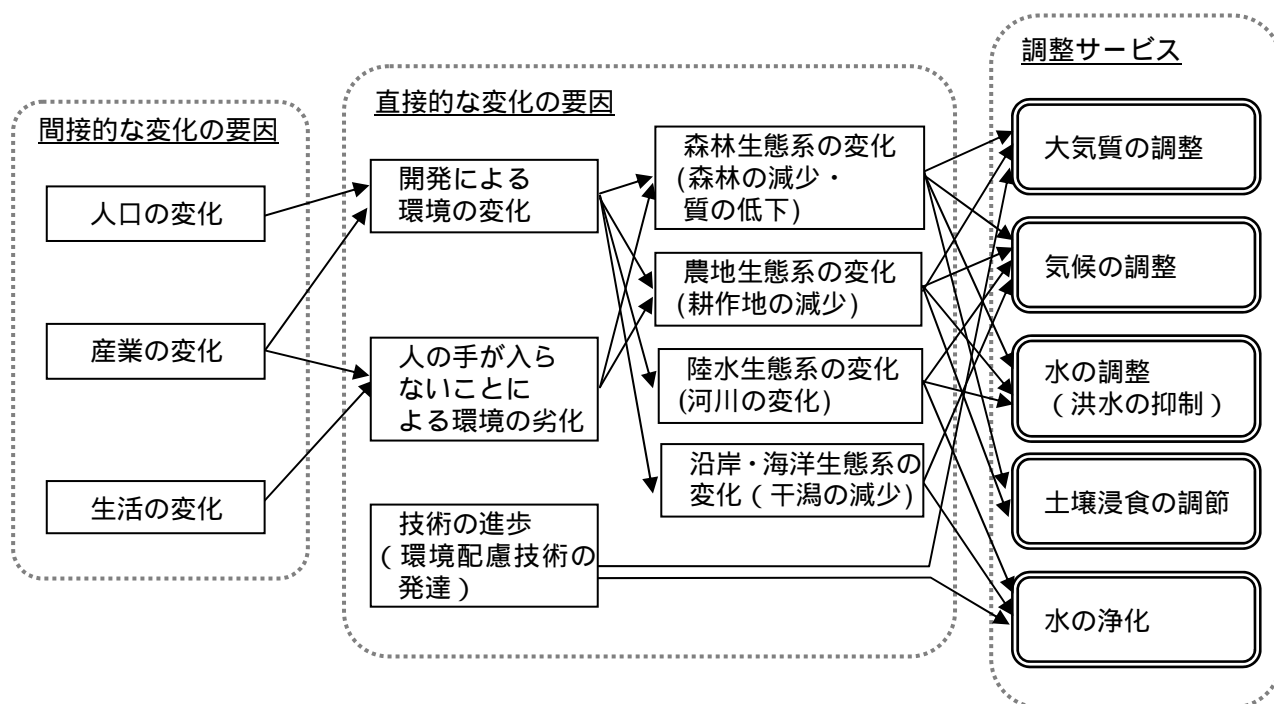 間接的な変化の要因
人口の変化
産業の変化
生活の変化
直接的な変化の要因
開発による
環境の変化
人の手が入ら
ないことに
よる環境の劣化
技術の進歩
(環境配慮技術の
発達)
森林生態系の変化
(森林の減少・
質の低下)
農地生態系の変化
(耕作地の減少)
陸水生態系の変化
(河川の変化)
沿岸・海洋生態系の
変化(干潟の減少)
調整サービス
大気質の調整
気候の調整
水の調整
(洪水の抑制)
土壌浸食の調節
水の浄化